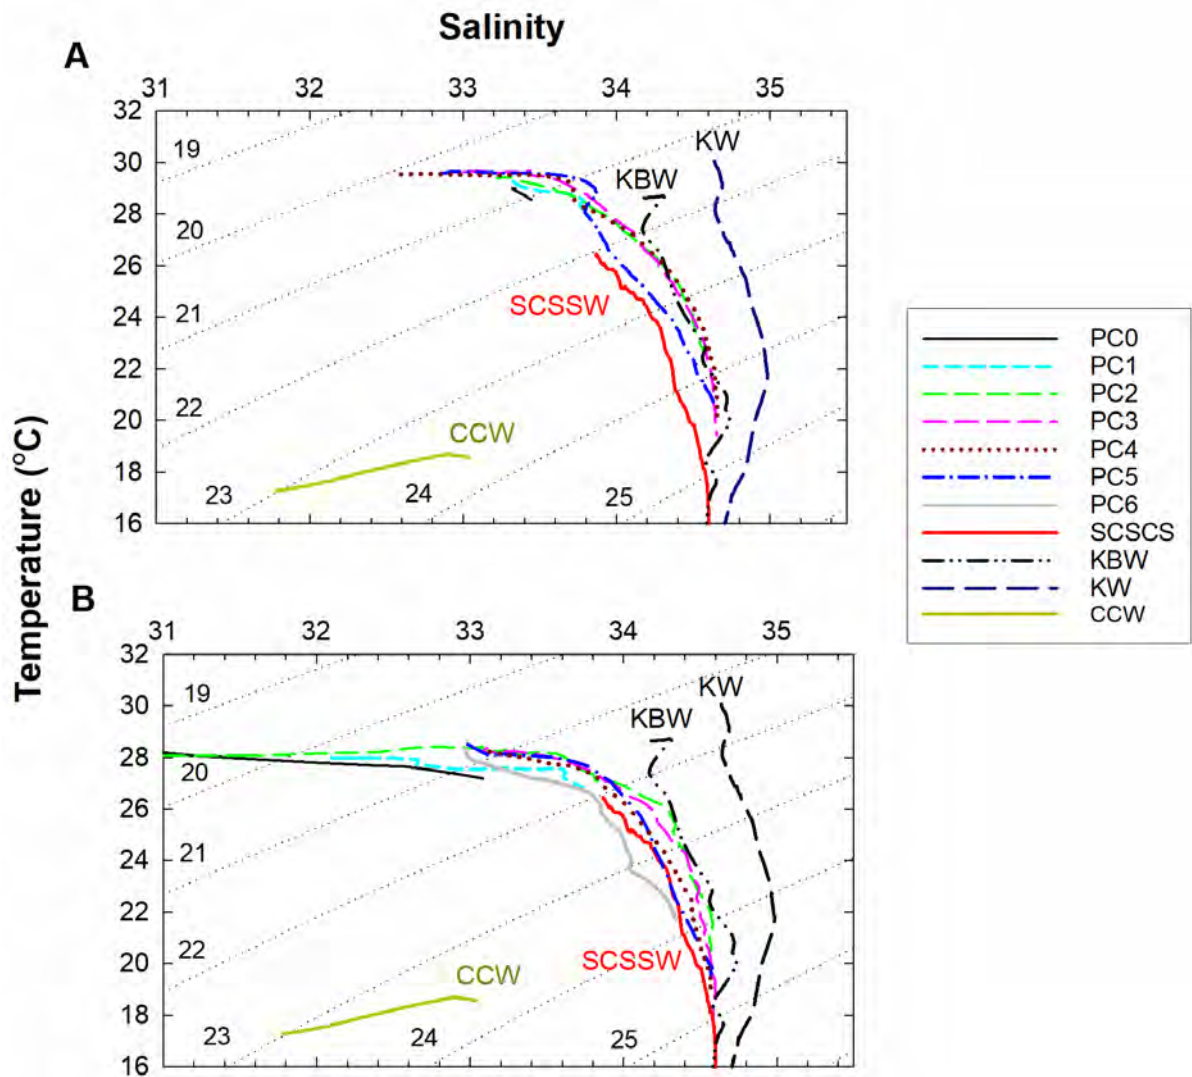 Salinity
A
31 32 33 34 35
32
30
28
26
24
22
20
18
16
19
20
21
22
23
24
25
KW
KBW
SCSSW
CCW
Temperature (°C)
PC0
PC1
PC2
PC3
PC4
PC5
PC6
SCSCS
KBW
KW
CCW
B
31 32 33 34 35
32
30
28
26
24
22
20
18
16
19
20
21
22
23
24
25
KW
KBW
SCSSW
CCW